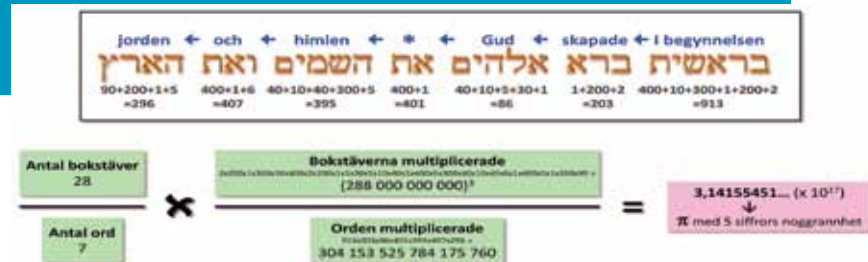 jorden ← och ← himlen ← * ← Gud ← skapade ← I begynnelsen
בראשית ברא אלהים את השמים ואת הארץ
90+200+1+5 400+1+6 40+10+40+300+5 400+1 40+10+5+30+1 1+200+2 400+10+300+1+200+2
=296 =407 =395 =401 =86 =203 =913
Antal bokstäver
28
Antal ord
7
×
Bokstäverna multiplicerade
(288 000 000 000)³
Orden multiplicerade
304 153 525 784 175 760
=
3,14155451... (x 10¹⁷)
↓
π med 5 siffrors noggrannhet